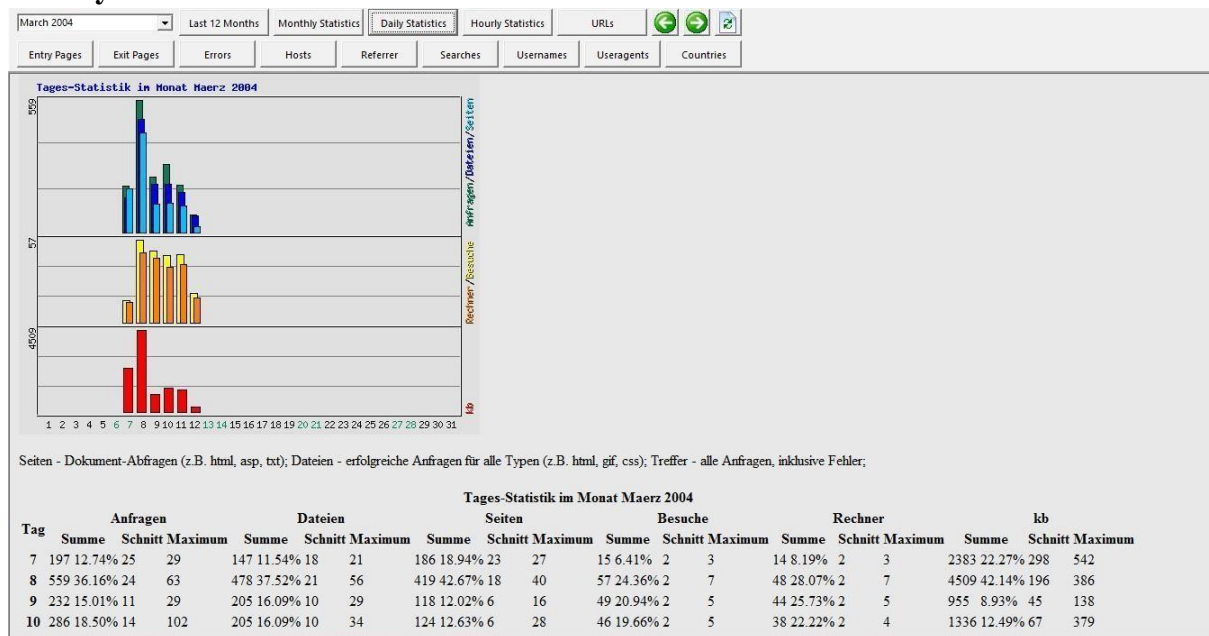 March 2004 Last 12 Months Monthly Statistics Daily Statistics Hourly Statistics URLs
Entry Pages Exit Pages Errors Hosts Referrer Searches Usernames Useragents Countries
Tages-Statistik im Monat Maerz 2004
559
Anfragen/Dateien/Seiten
57
Rechner/Besuche
4509
kb
1 2 3 4 5 6 7 8 9 10 11 12 13 14 15 16 17 18 19 20 21 22 23 24 25 26 27 28 29 30 31
Seiten - Dokument-Abfragen (z.B. html, asp, txt); Dateien - erfolgreiche Anfragen für alle Typen (z.B. html, gif, css); Treffer - alle Anfragen, inklusive Fehler;
Tages-Statistik im Monat Maerz 2004
Tag Anfragen Dateien Seiten Besuche Rechner kb
Summe Schnitt Maximum Summe Schnitt Maximum Summe Schnitt Maximum Summe Schnitt Maximum Summe Schnitt Maximum Summe Schnitt Maximum
7 197 12.74% 25 29 147 11.54% 18 21 186 18.94% 23 27 15 6.41% 2 3 14 8.19% 2 3 2383 22.27% 298 542
8 559 36.16% 24 63 478 37.52% 21 56 419 42.67% 18 40 57 24.36% 2 7 48 28.07% 2 7 4509 42.14% 196 386
9 232 15.01% 11 29 205 16.09% 10 29 118 12.02% 6 16 49 20.94% 2 5 44 25.73% 2 5 955 8.93% 45 138
10 286 18.50% 14 102 205 16.09% 10 34 124 12.63% 6 28 46 19.66% 2 5 38 22.22% 2 4 1336 12.49% 67 379